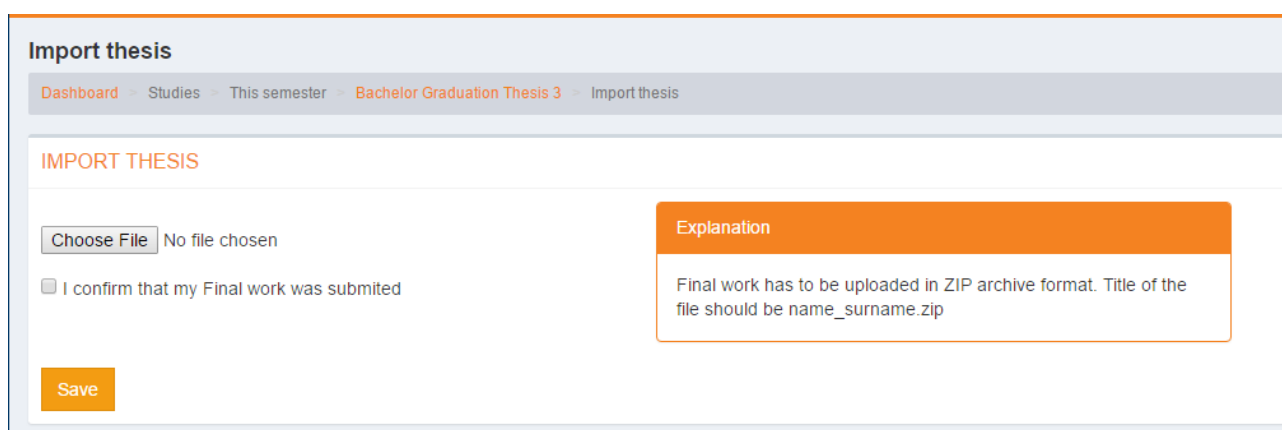 Import thesis
Dashboard > Studies > This semester > Bachelor Graduation Thesis 3 > Import thesis
IMPORT THESIS
Choose File No file chosen
I confirm that my Final work was submited
Save
Explanation
Final work has to be uploaded in ZIP archive format. Title of the
file should be name_surname.zip